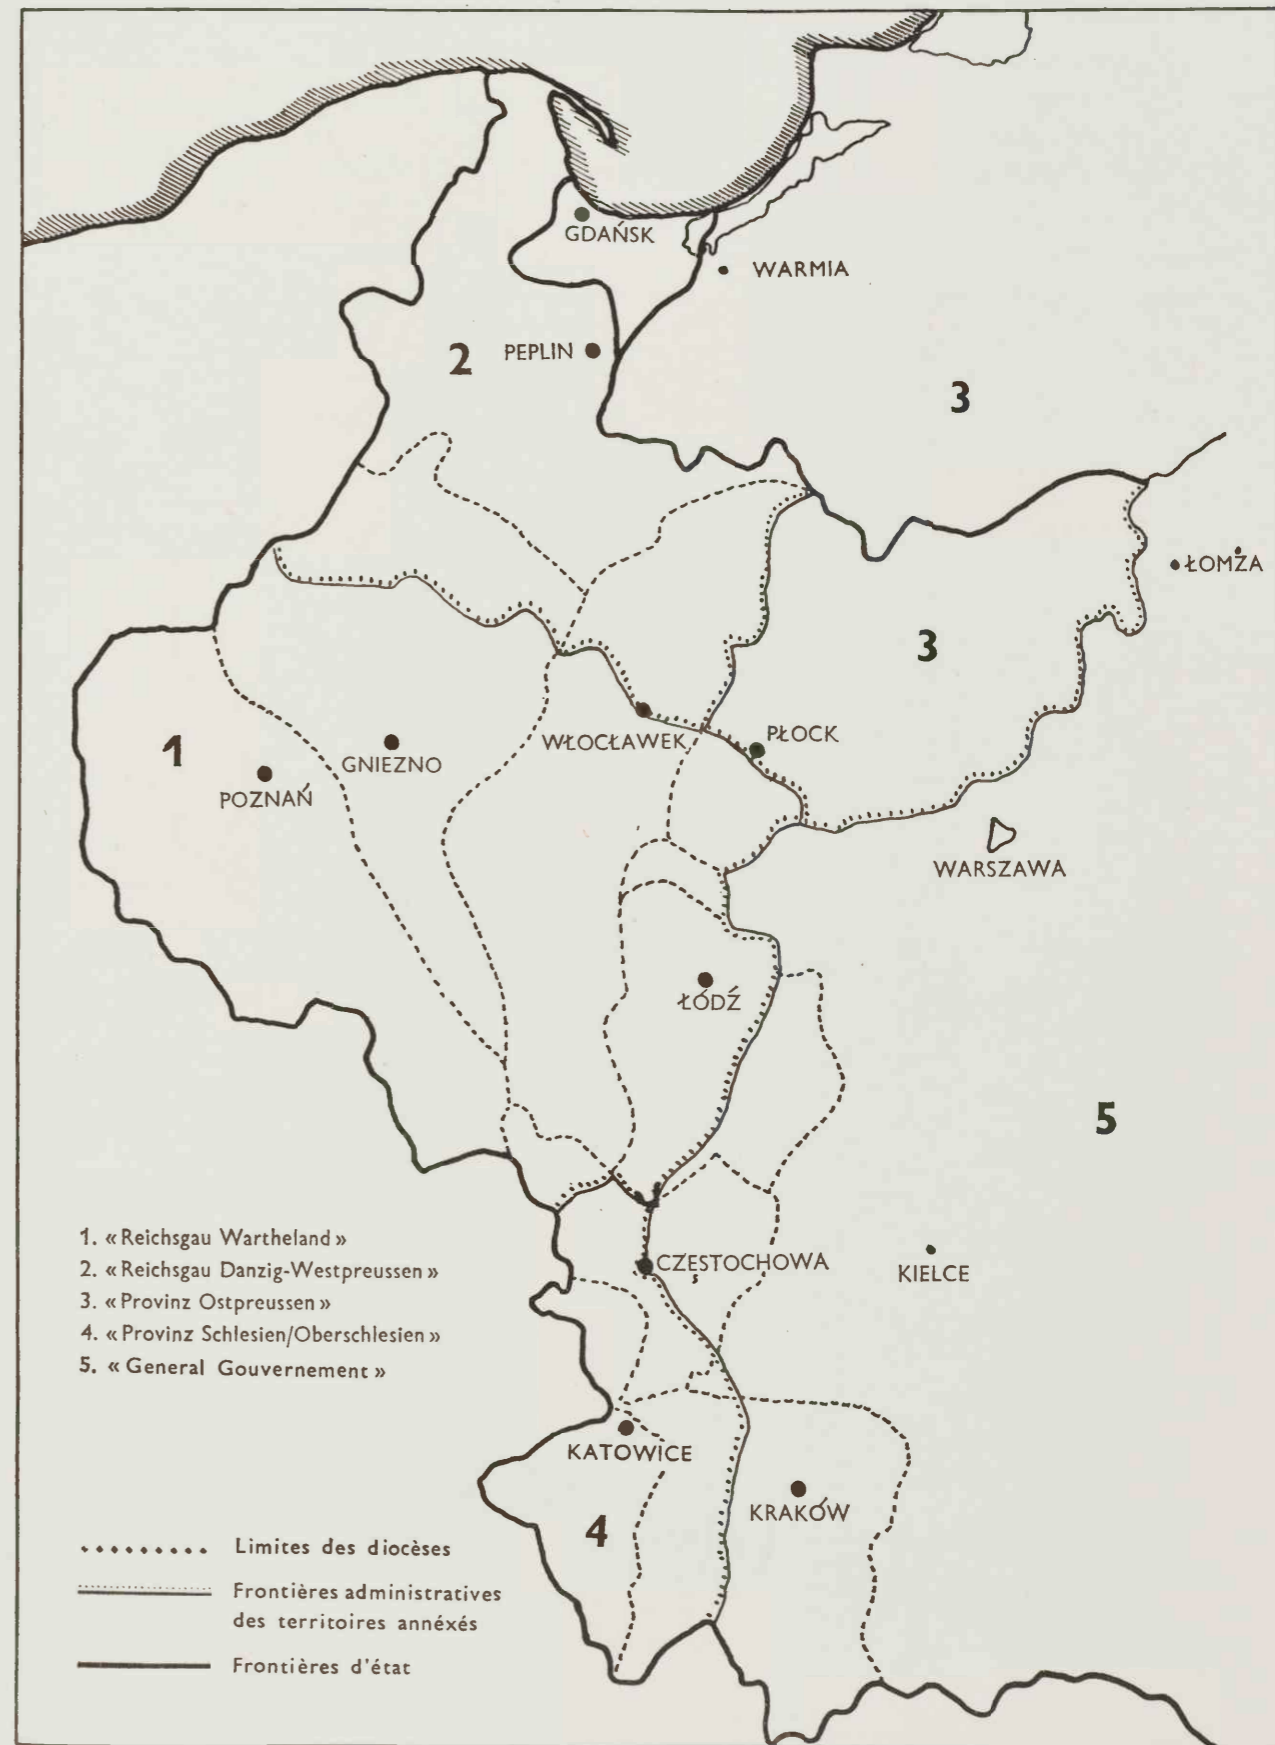 GDAŃSK
WARMIA
2
PEPLIN
3
ŁOMŻA
3
WŁOCŁAWEK
PŁOCK
1
GNIEZNO
POZNAŃ
WARSZAWA
ŁÓDŹ
5
1. «Reichsgau Wartheland»
2. «Reichsgau Danzig-Westpreussen»
3. «Provinz Ostpreussen»
4. «Provinz Schlesien/Oberschlesien»
5. «General Gouvernement»
CZĘSTOCHOWA
KIELCE
KATOWICE
KRAKÓW
4
Limites des diocèses
Frontières administratives
des territoires annéxés
Frontières d'état